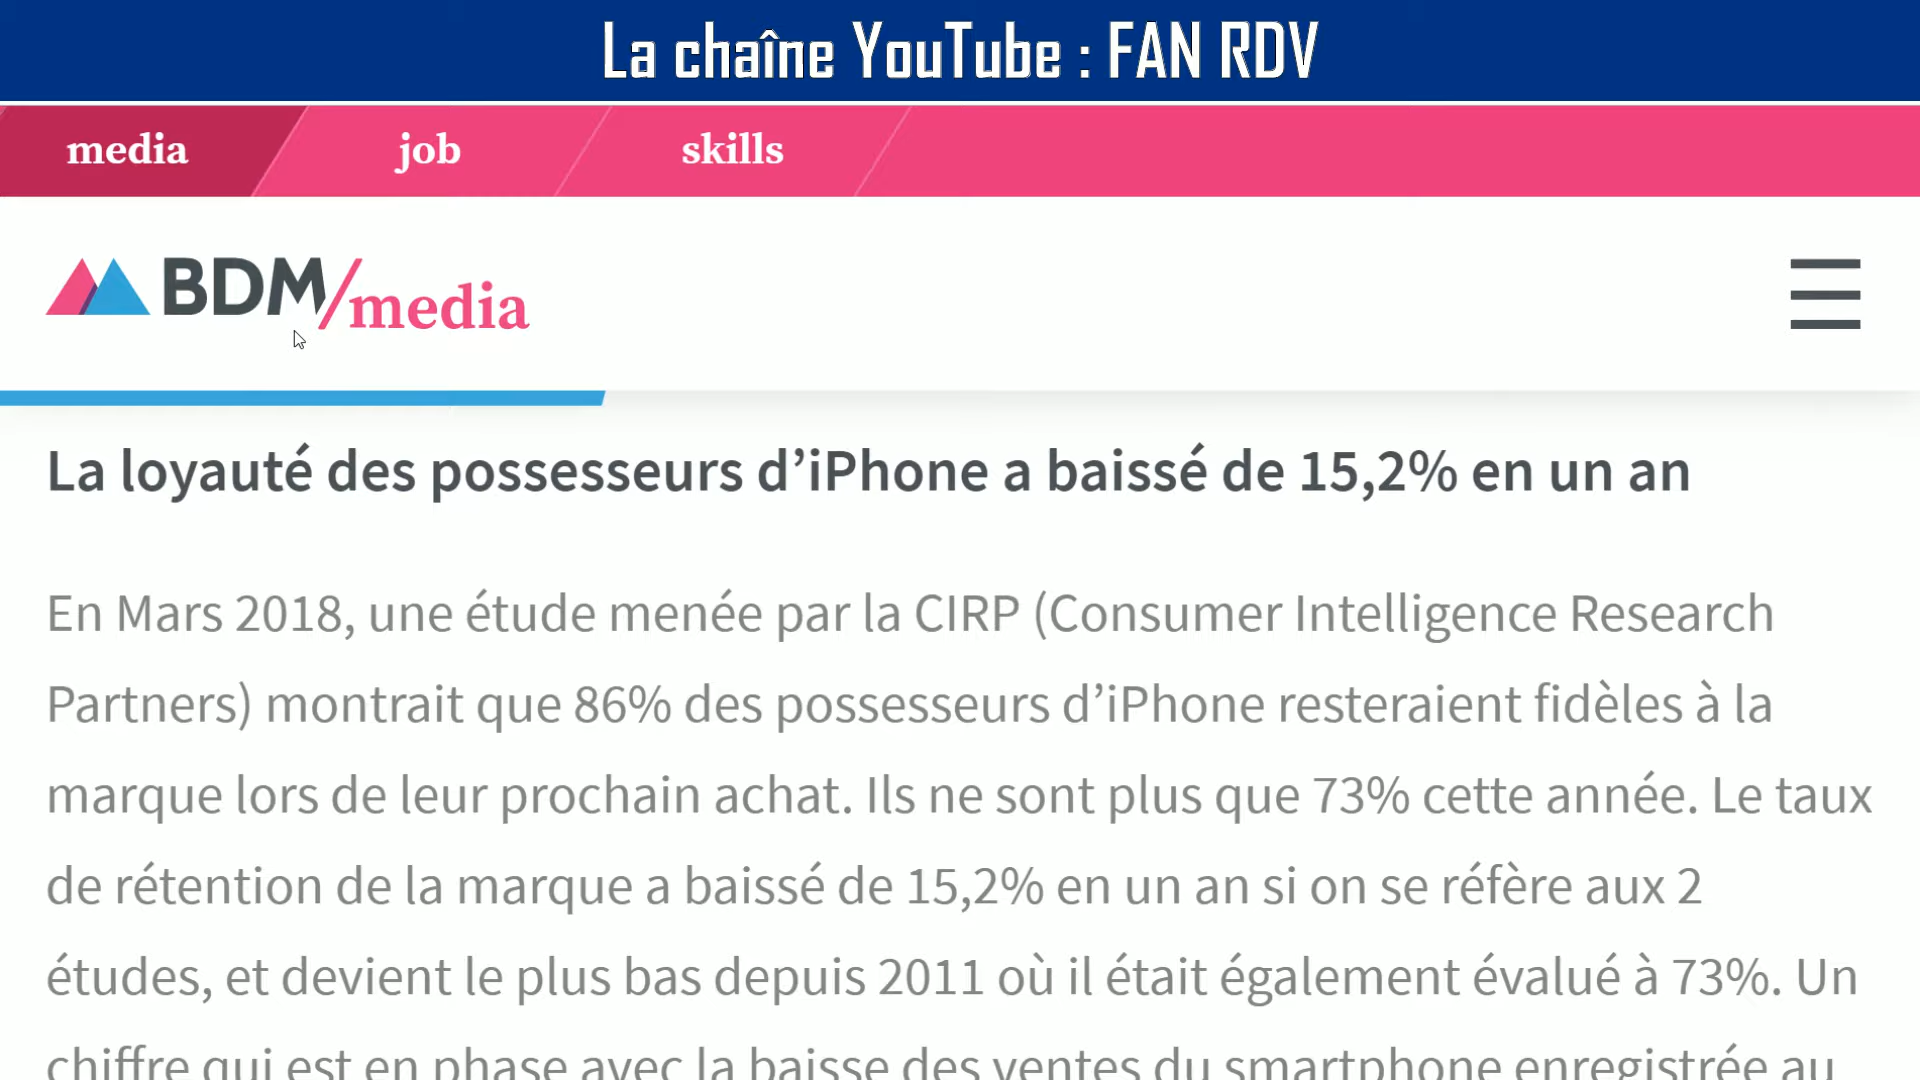 La chaîne YouTube : FAN RDV
media job skills
BDM/media
La loyauté des possesseurs d’iPhone a baissé de 15,2% en un an
En Mars 2018, une étude menée par la CIRP (Consumer Intelligence Research
Partners) montrait que 86% des possesseurs d’iPhone resteraient fidèles à la
marque lors de leur prochain achat. Ils ne sont plus que 73% cette année. Le taux
de rétention de la marque a baissé de 15,2% en un an si on se réfère aux 2
études, et devient le plus bas depuis 2011 où il était également évalué à 73%. Un
chiffre qui est en phase avec la baisse des ventes du smartphone enregistrée au